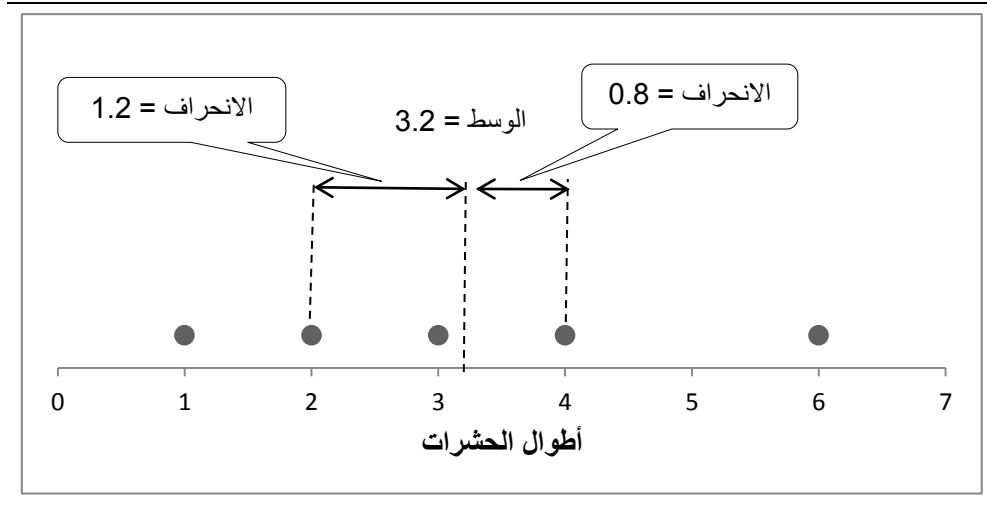 الانحراف = 0.8
الانحراف = 1.2
الوسط = 3.2
0 1 2 3 4 5 6 7
أطوال الحشرات